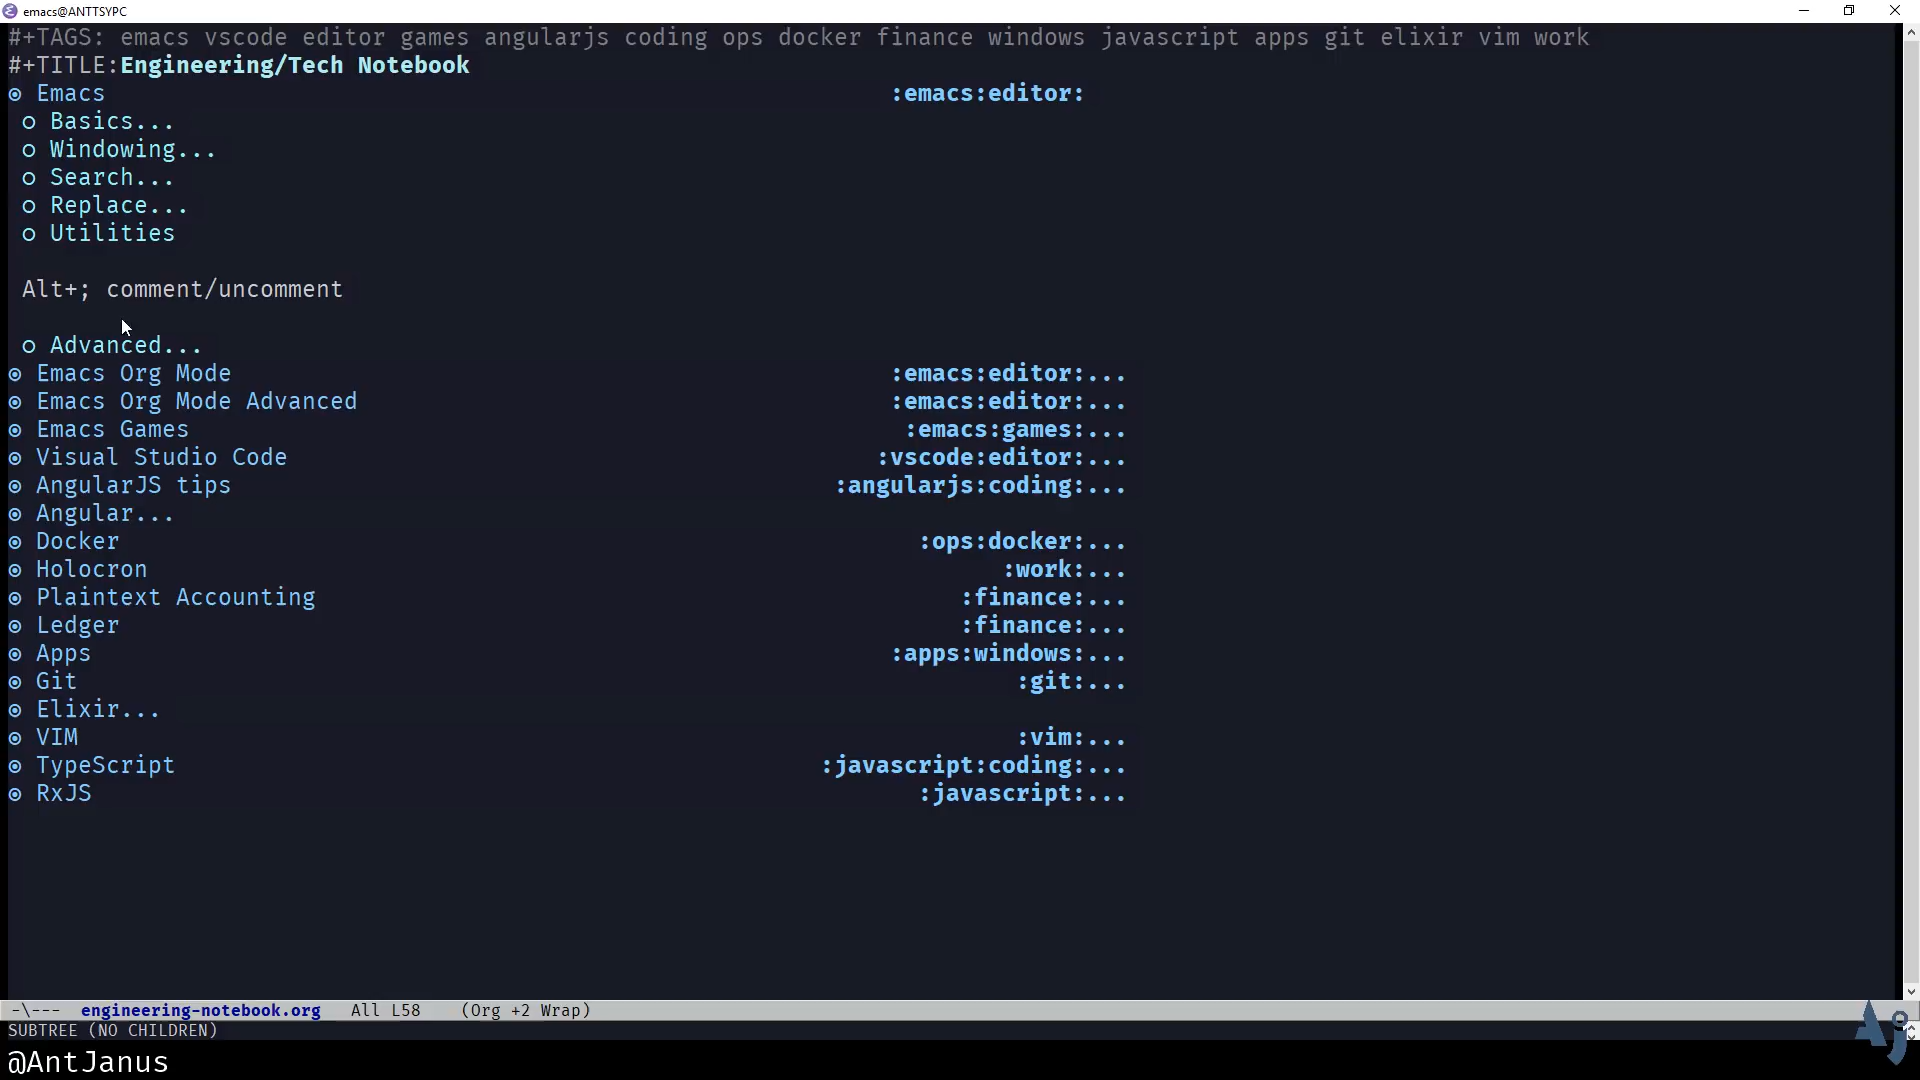 emacs@ANTTSYPC
#+TAGS: emacs vscode editor games angularjs coding ops docker finance windows javascript apps git elixir vim work
#+TITLE:Engineering/Tech Notebook
Emacs :emacs:editor:
Basics...
Windowing...
Search...
Replace...
Utilities
Alt+; comment/uncomment
Advanced...
Emacs Org Mode :emacs:editor:...
Emacs Org Mode Advanced :emacs:editor:...
Emacs Games :emacs:games:...
Visual Studio Code :vscode:editor:...
AngularJS tips :angularjs:coding:...
Angular...
Docker :ops:docker:...
Holocron :work:...
Plaintext Accounting :finance:...
Ledger :finance:...
Apps :apps:windows:...
Git :git:...
Elixir...
VIM :vim:...
TypeScript :javascript:coding:...
RxJS :javascript:...
-\--- engineering-notebook.org All L58 (Org +2 Wrap)
SUBTREE (NO CHILDREN)
@AntJanus
AJ